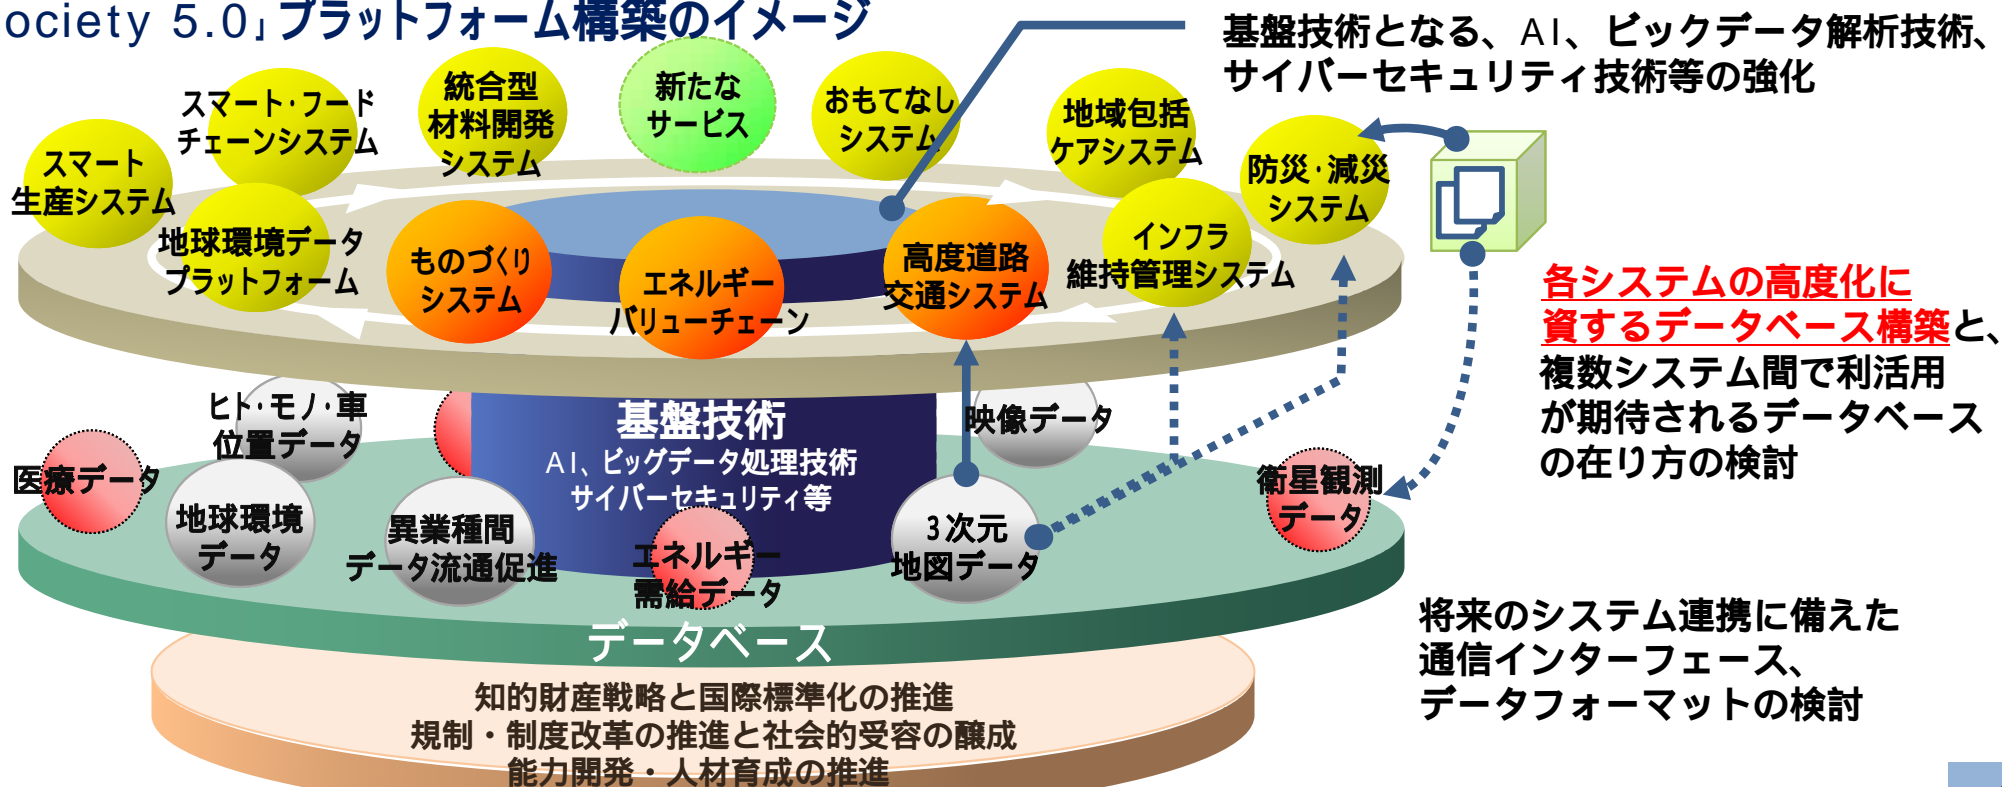 ociety 5.0」プラットフォーム構築のイメージ
基盤技術となる、AI、ビックデータ解析技術、
サイバーセキュリティ技術等の強化
スマート・フード
チェーンシステム
統合型
材料開発
システム
新たな
サービス
おもてなし
システム
地域包括
ケアシステム
スマート
生産システム
防災・減災
システム
地球環境データ
プラットフォーム
ものづくり
システム
エネルギー
バリューチェーン
高度道路
交通システム
インフラ
維持管理システム
各システムの高度化に
資するデータベース構築と、
複数システム間で利活用
が期待されるデータベース
の在り方の検討
ヒト・モノ・車
位置データ
基盤技術
AI、ビッグデータ処理技術
サイバーセキュリティ等
映像データ
医療データ
地球環境
データ
異業種間
データ流通促進
エネルギー
需給データ
3次元
地図データ
衛星観測
データ
データベース
将来のシステム連携に備えた
通信インターフェース、
データフォーマットの検討
知的財産戦略と国際標準化の推進
規制・制度改革の推進と社会的受容の醸成
能力開発・人材育成の推進